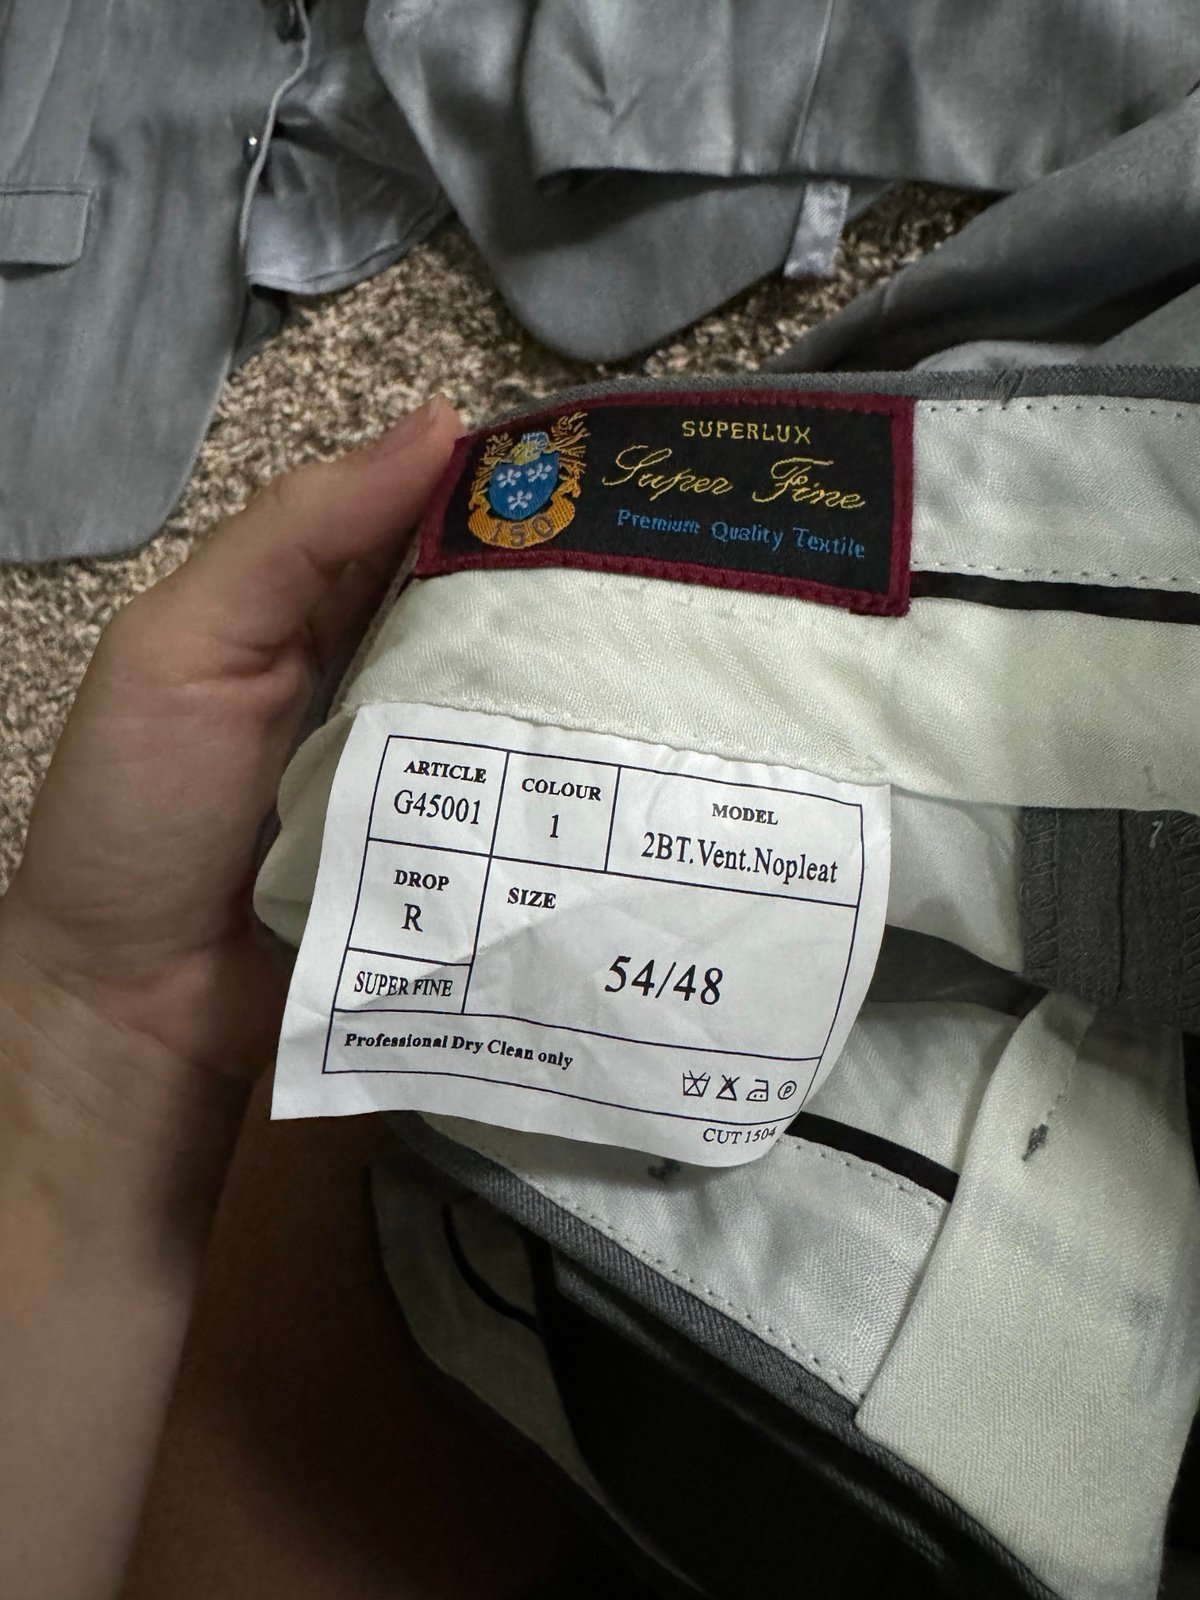 SUPERLUX
Super Fine
Premium Quality Textile
150
ARTICLE
G45001
COLOUR
1
MODEL
2BT.Vent.Nopleat
DROP
R
SIZE
54/48
SUPER FINE
Professional Dry Clean only
P
CUT 1504